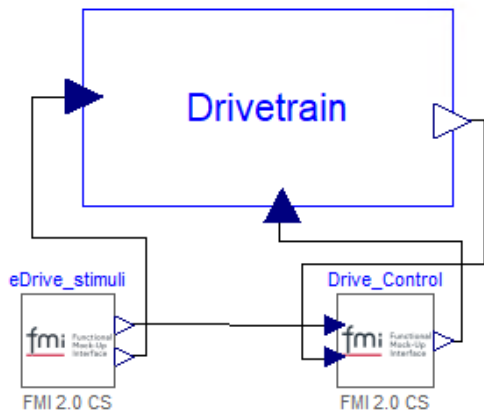 Drivetrain
eDrive_stimuli
fmi Functional
Mock-Up
Interface
FMI 2.0 CS
Drive_Control
fmi Functional
Mock-Up
Interface
FMI 2.0 CS